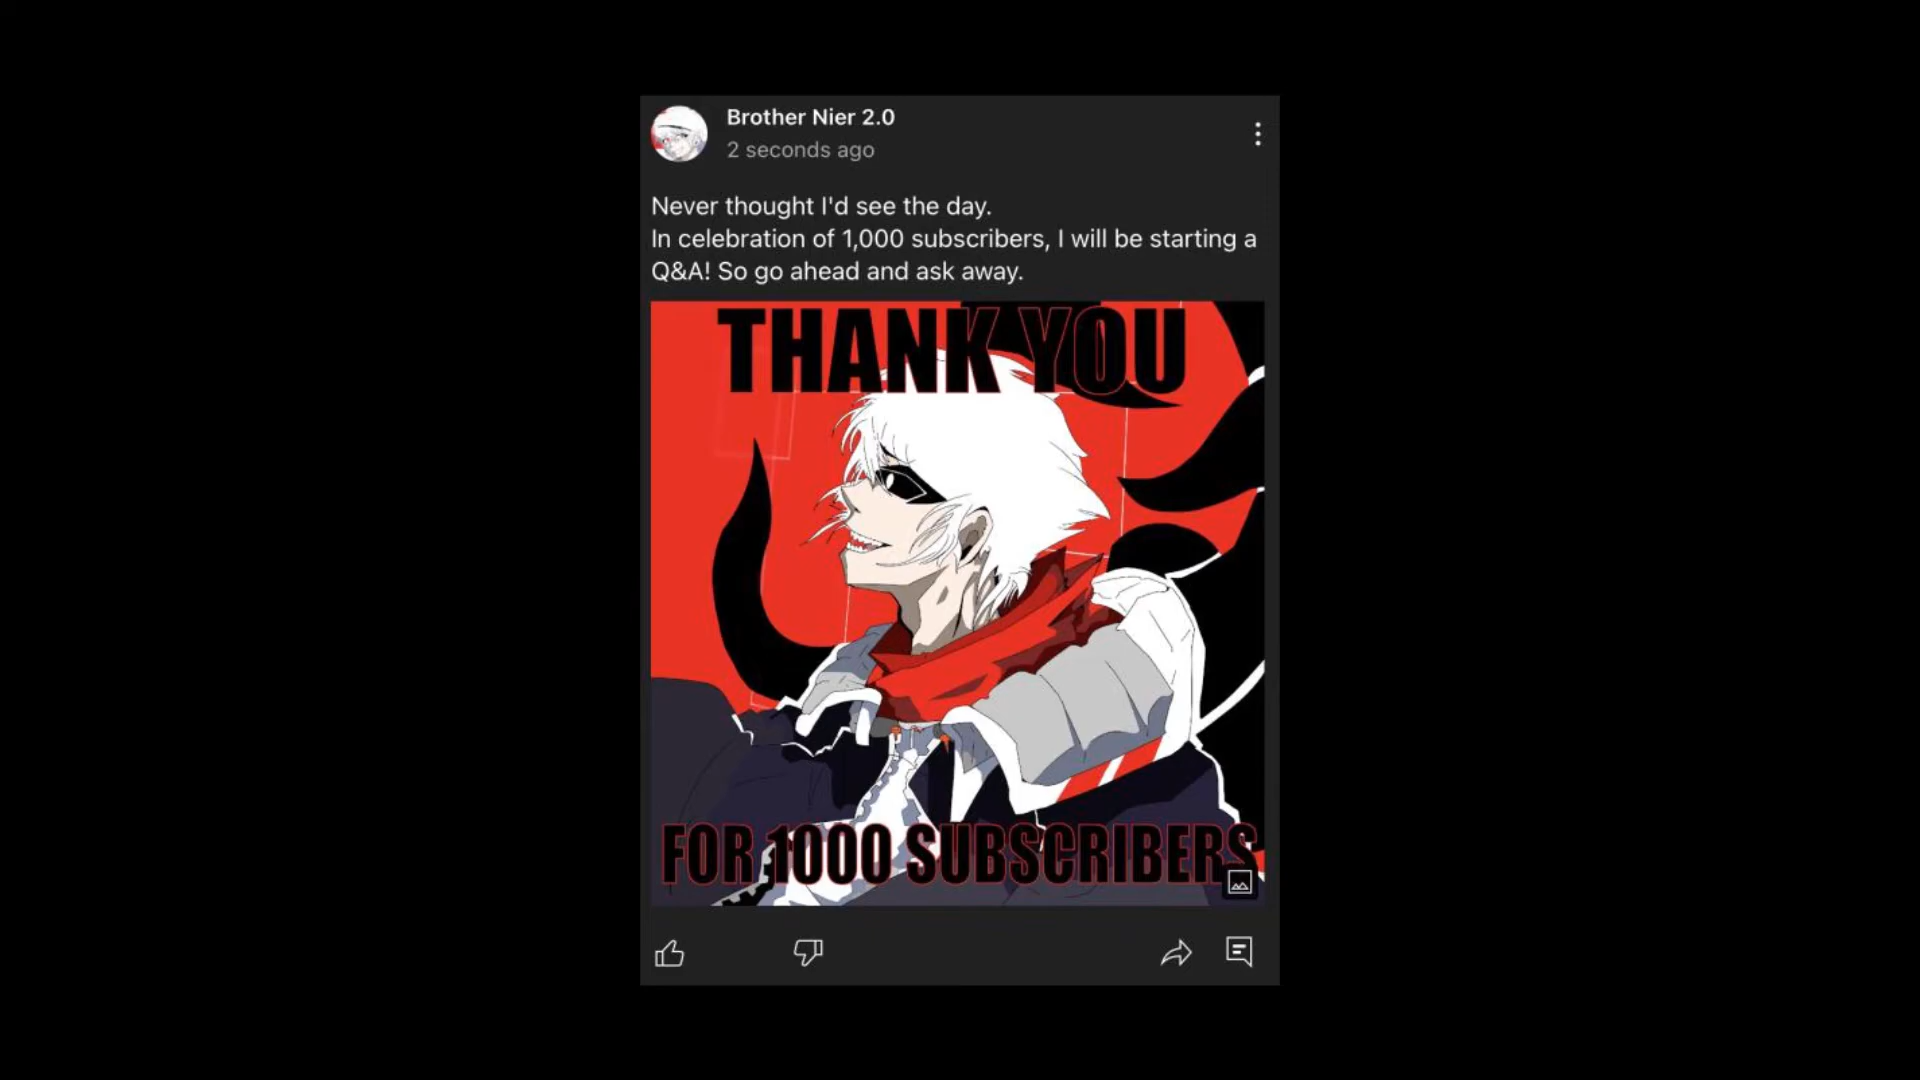 Brother Nier 2.0
2 seconds ago
Never thought I'd see the day.
In celebration of 1,000 subscribers, I will be starting a
Q&A! So go ahead and ask away.
THANK YOU
FOR 1000 SUBSCRIBERS